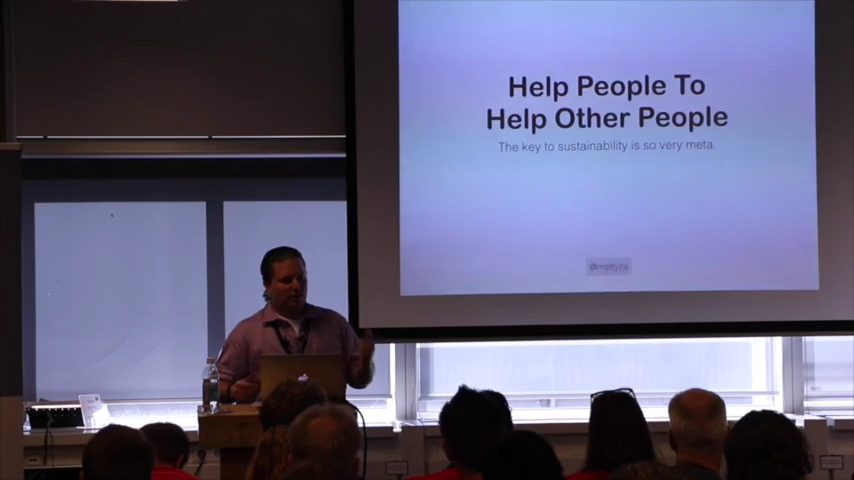 Help People To
Help Other People
The key to sustainability is so very meta.
@mattyza